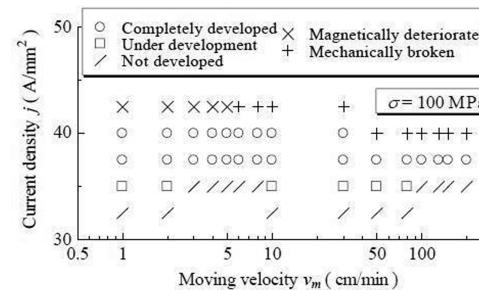 50
Completely developed
Magnetically deteriorate
Under development
Mechanically broken
Not developed
σ = 100 MPa
40
30
Current density j ( A/mm² )
0.5 1 5 10 50 100
Moving velocity vₘ ( cm/min )